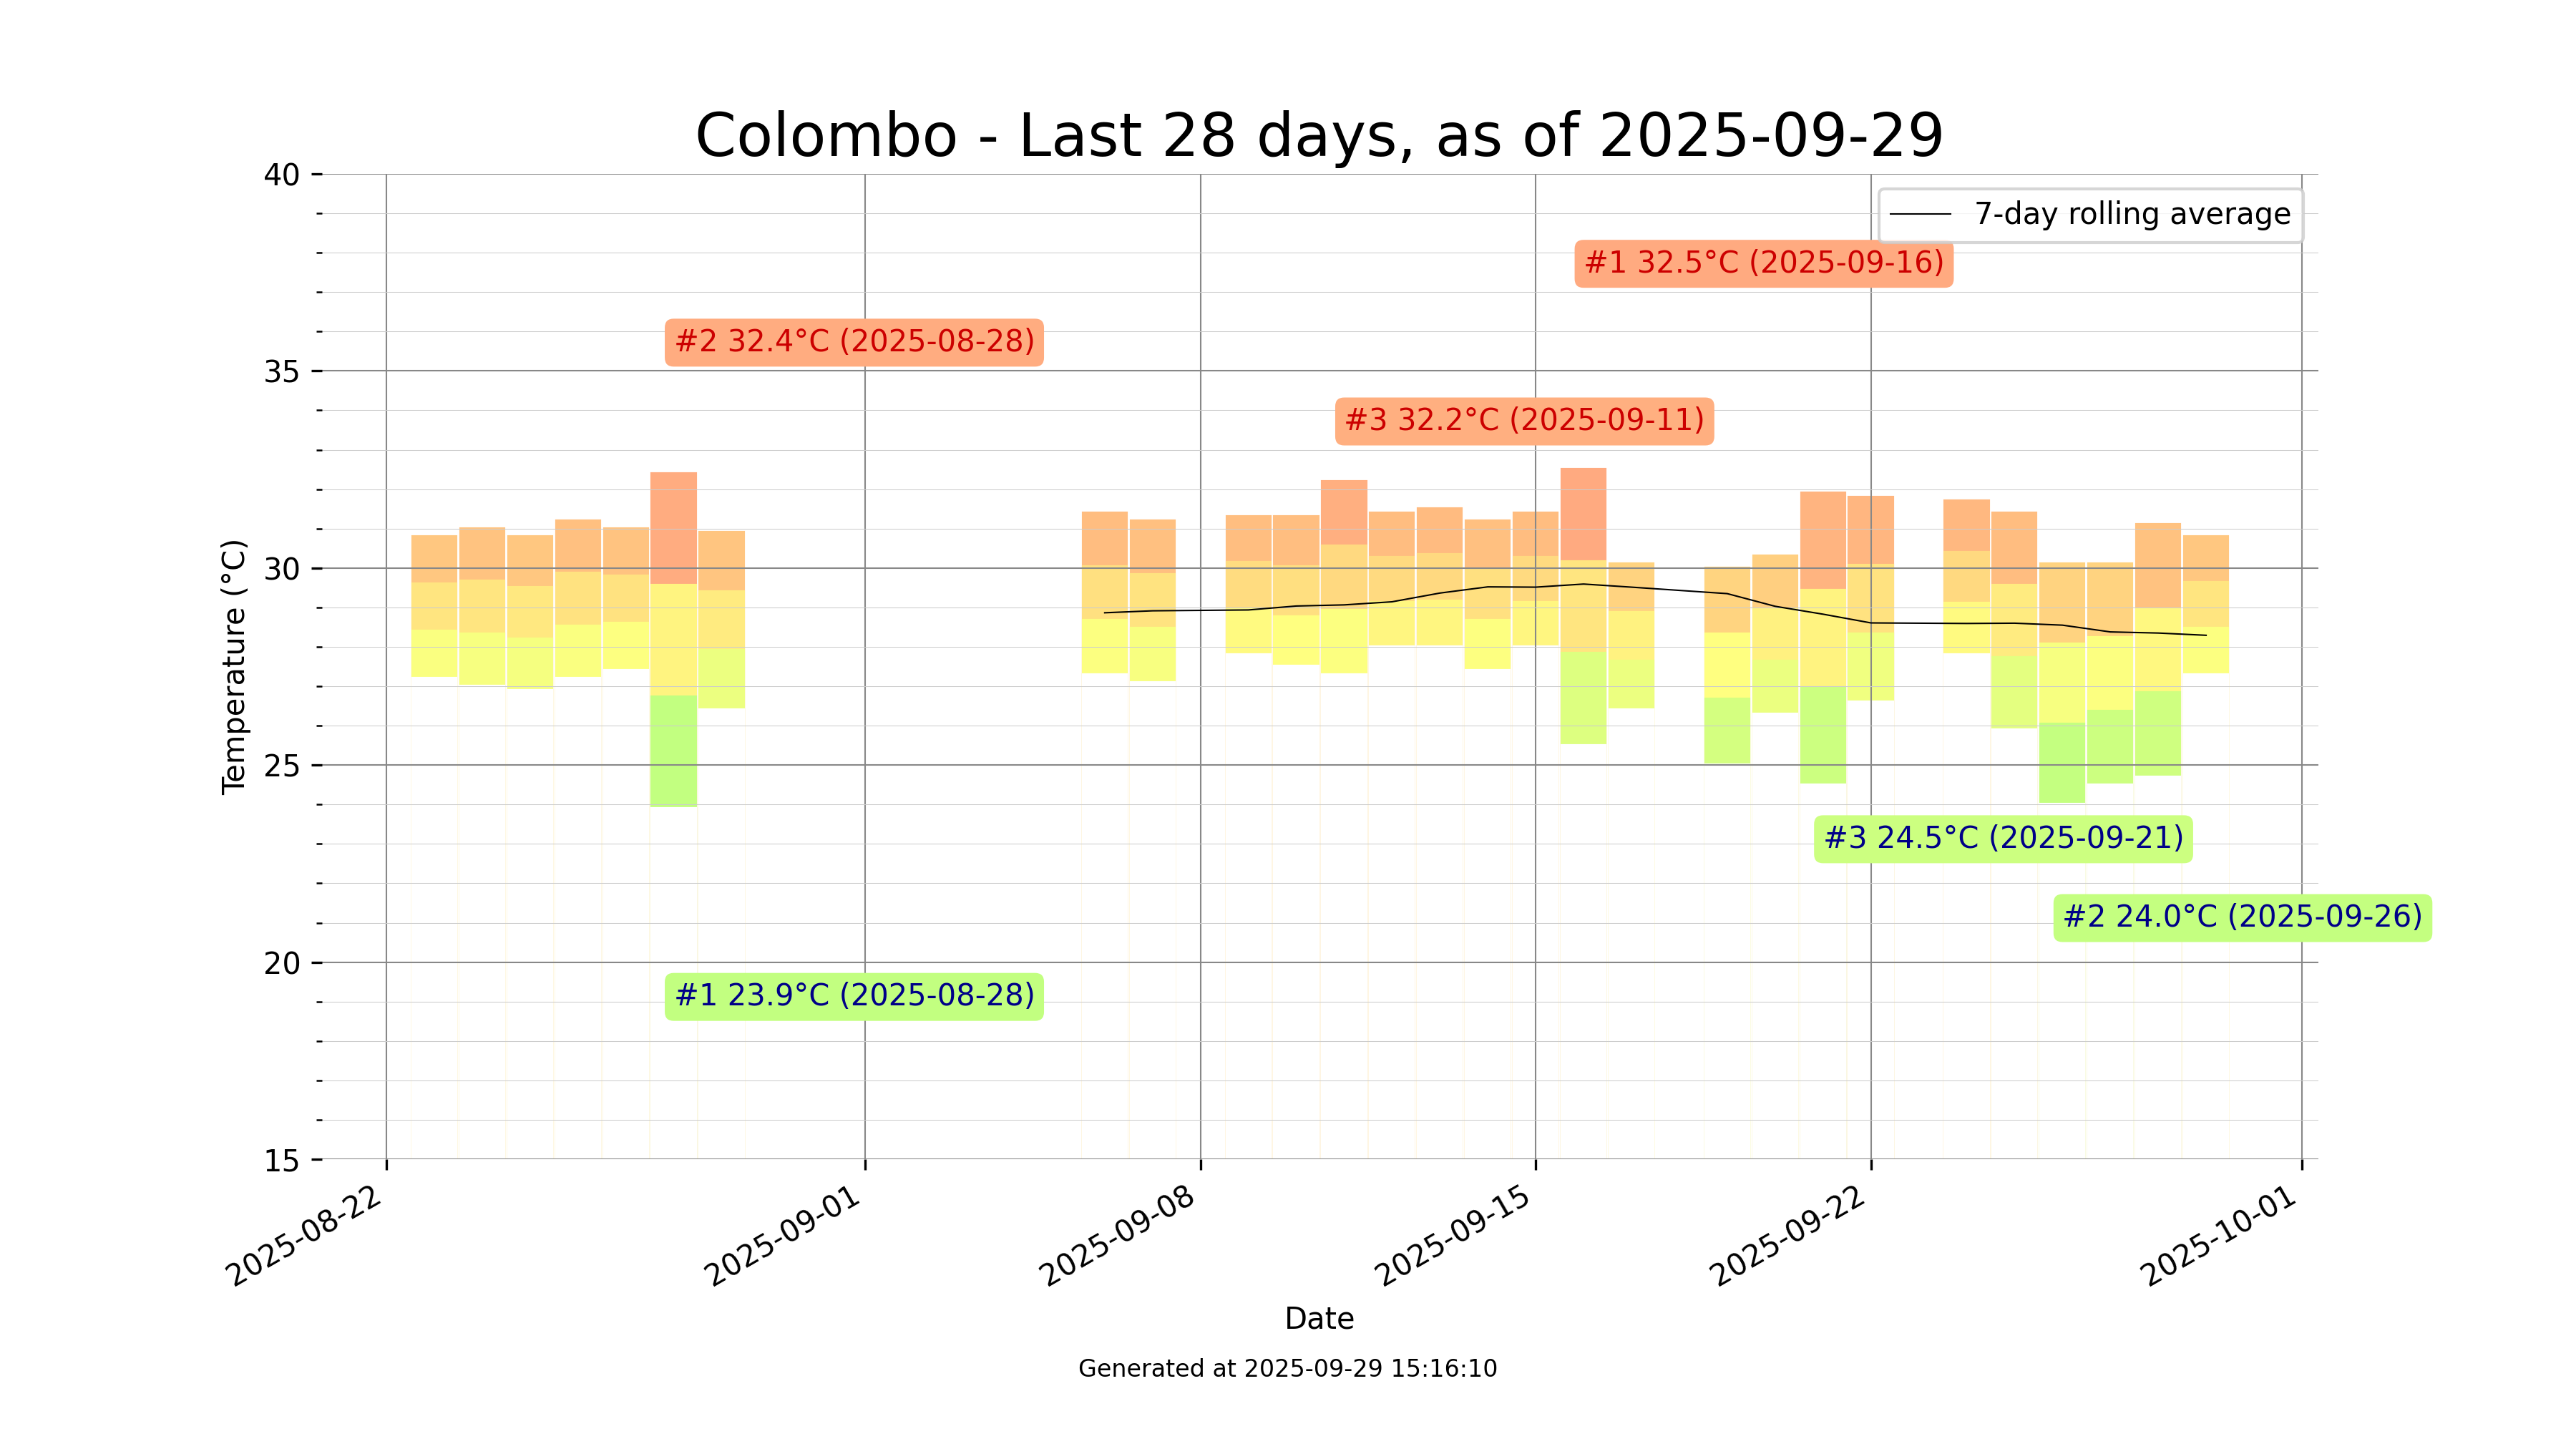 Colombo - Last 28 days, as of 2025-09-29
40
7-day rolling average
#1 32.5°C (2025-09-16)
#2 32.4°C (2025-08-28)
35
#3 32.2°C (2025-09-11)
30
Temperature (°C)
25
#3 24.5°C (2025-09-21)
#2 24.0°C (2025-09-26)
20
#1 23.9°C (2025-08-28)
15
2025-08-22
2025-09-01
2025-09-08
2025-09-15
2025-09-22
2025-10-01
Date
Generated at 2025-09-29 15:16:10